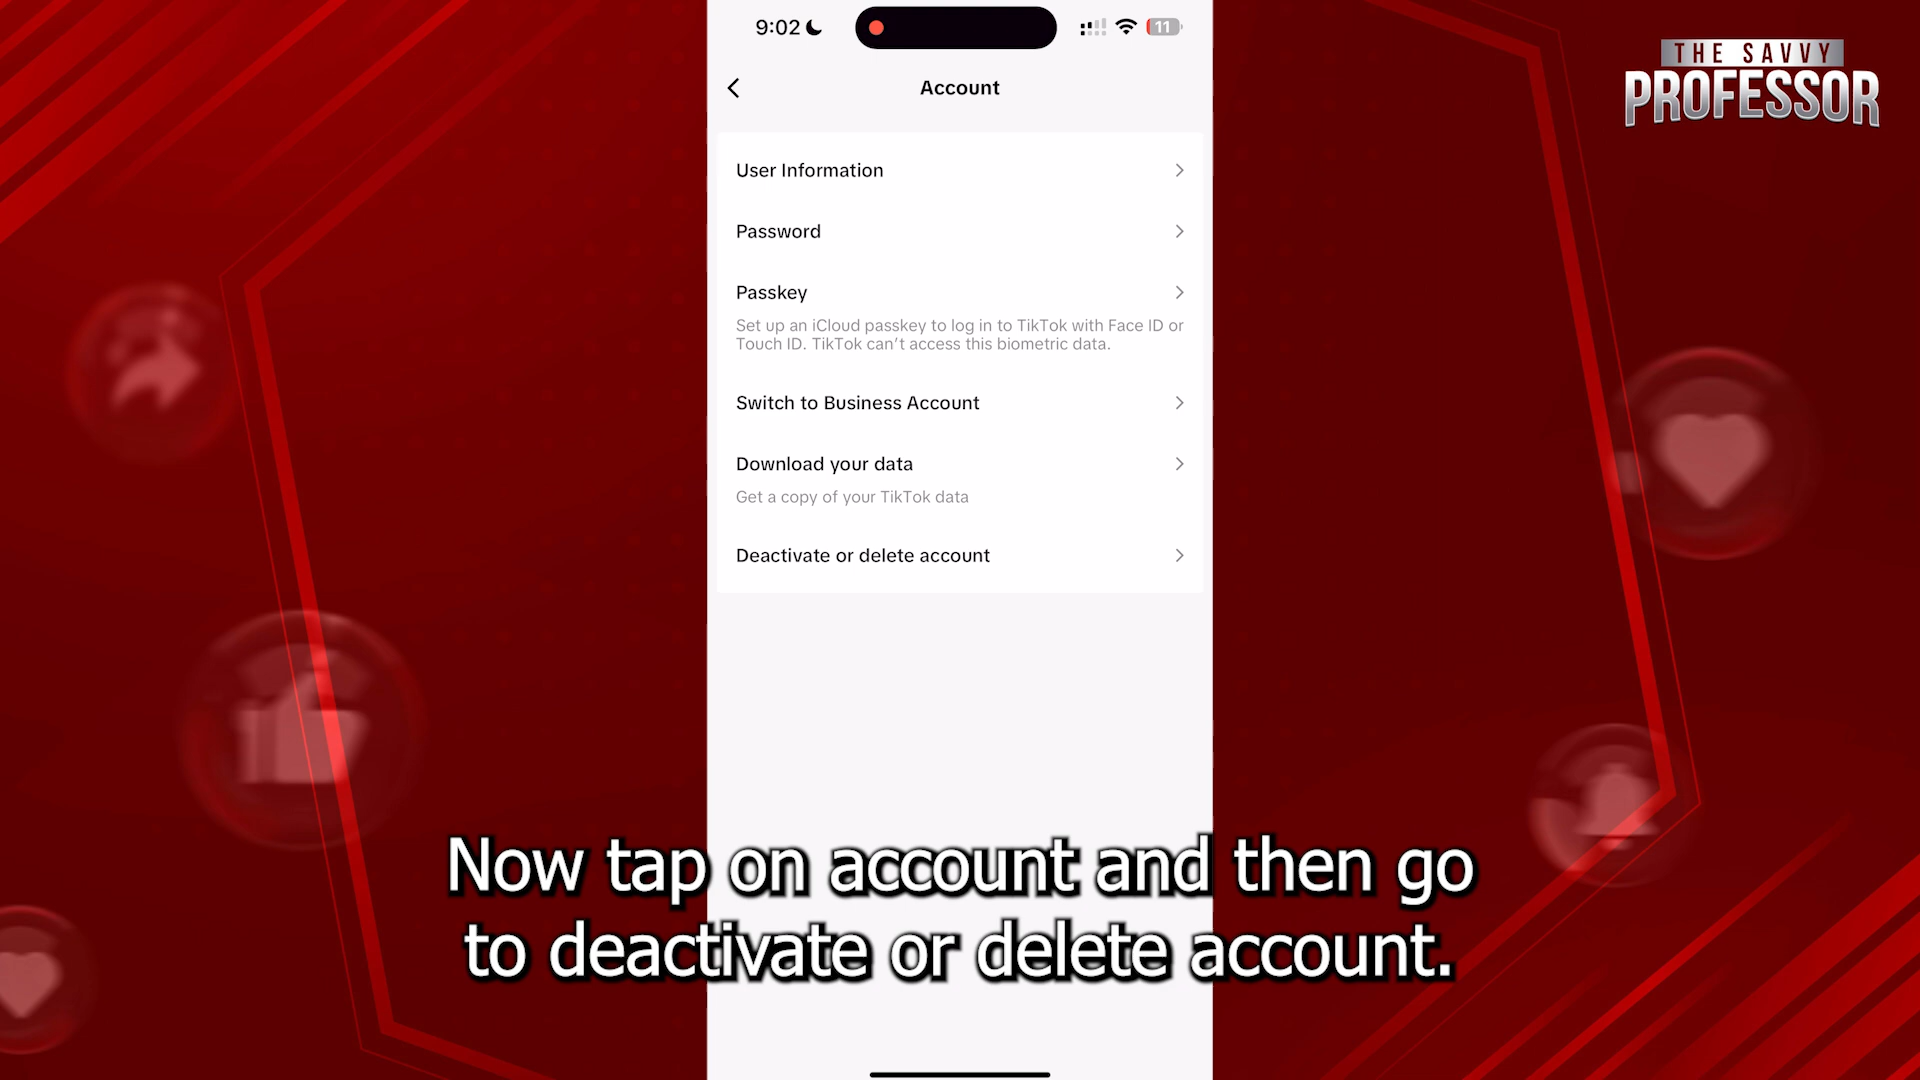 9:02
11
THE SAVVY
PROFESSOR
Account
User Information
Password
Passkey
Set up an iCloud passkey to log in to TikTok with Face ID or
Touch ID. TikTok can’t access this biometric data.
Switch to Business Account
Download your data
Get a copy of your TikTok data
Deactivate or delete account
Now tap on account and then go
to deactivate or delete account.